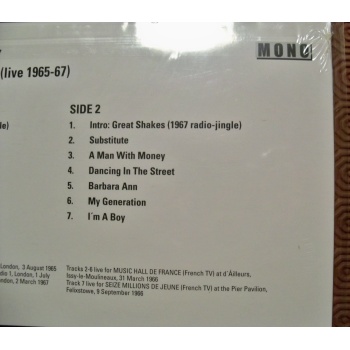 MONO
(live 1965-67)
SIDE 2
1. Intro: Great Shakes (1967 radio-jingle)
2. Substitute
3. A Man With Money
4. Dancing In The Street
5. Barbara Ann
6. My Generation
7. I´m A Boy
London, 3 August 1965
London, 1 July
London, 2 March 1967
Tracks 2-6 live for MUSIC HALL DE FRANCE (French TV) at d´Ailleurs,
Issy-le-Moulineaux, 31 March 1966
Track 7 live for SEIZE MILLIONS DE JEUNE (French TV) at the Pier Pavilion,
Felixstowe, 9 September 1966